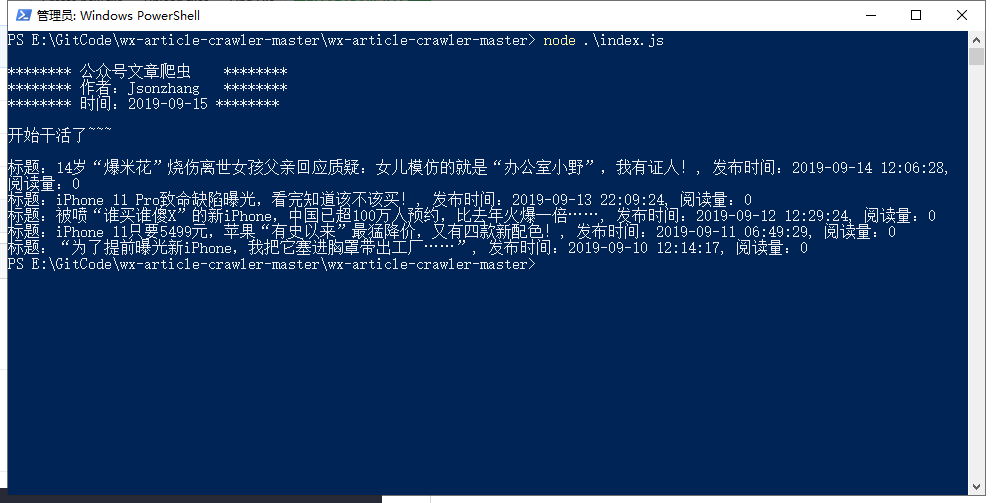 管理员: Windows PowerShell
PS E:\GitCode\wx-article-crawler-master\wx-article-crawler-master> node .\index.js
******** 公众号文章爬虫    ********
******** 作者：Jsonzhang   ********
******** 时间：2019-09-15 ********
开始干活了~~~
标题：14岁“爆米花”烧伤离世女孩父亲回应质疑：女儿模仿的就是“办公室小野”，我有证人！, 发布时间：2019-09-14 12:06:28,
阅读量：0
标题：iPhone 11 Pro致命缺陷曝光，看完知道该不该买！, 发布时间：2019-09-13 22:09:24, 阅读量：0
标题：被喷“谁买谁傻X”的新iPhone，中国已超100万人预约，比去年火爆一倍……, 发布时间：2019-09-12 12:29:24, 阅读量：0
标题：iPhone 11只要5499元，苹果“有史以来”最猛降价，又有四款新配色！, 发布时间：2019-09-11 06:49:29, 阅读量：0
标题：“为了提前曝光新iPhone，我把它塞进胸罩带出工厂……”, 发布时间：2019-09-10 12:14:17, 阅读量：0
PS E:\GitCode\wx-article-crawler-master\wx-article-crawler-master>